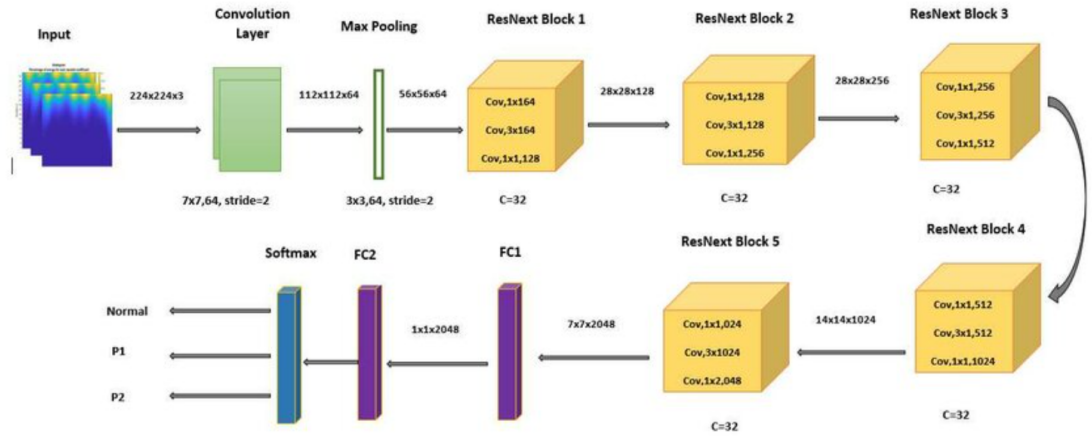 Input
Convolution
Layer
Max Pooling
ResNext Block 1
ResNext Block 2
ResNext Block 3
224x224x3
112x112x64
56x56x64
28x28x128
28x28x256
Cov,1x164
Cov,3x164
Cov,1x1,128
Cov,1x1,128
Cov,3x1,128
Cov,1x1,256
Cov,1x1,256
Cov,3x1,256
Cov,1x1,512
7x7,64, stride=2
3x3,64, stride=2
C=32
C=32
C=32
Softmax
FC2
FC1
ResNext Block 5
ResNext Block 4
Normal
P1
P2
1x1x2048
7x7x2048
14x14x1024
Cov,1x1,024
Cov,3x1024
Cov,1x2,048
Cov,1x1,512
Cov,3x1,512
Cov,1x1,1024
C=32
C=32